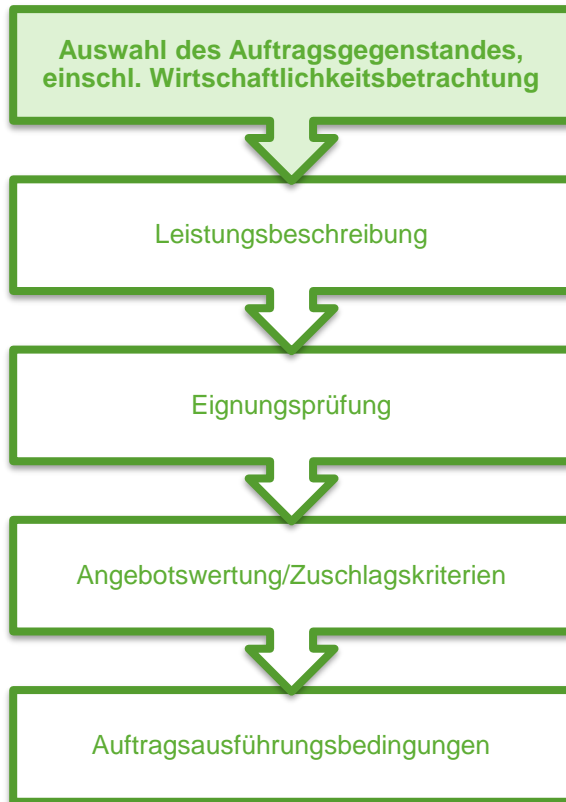 Auswahl des Auftragsgegenstandes,
einschl. Wirtschaftlichkeitsbetrachtung
Leistungsbeschreibung
Eignungsprüfung
Angebotswertung/Zuschlagskriterien
Auftragsausführungsbedingungen